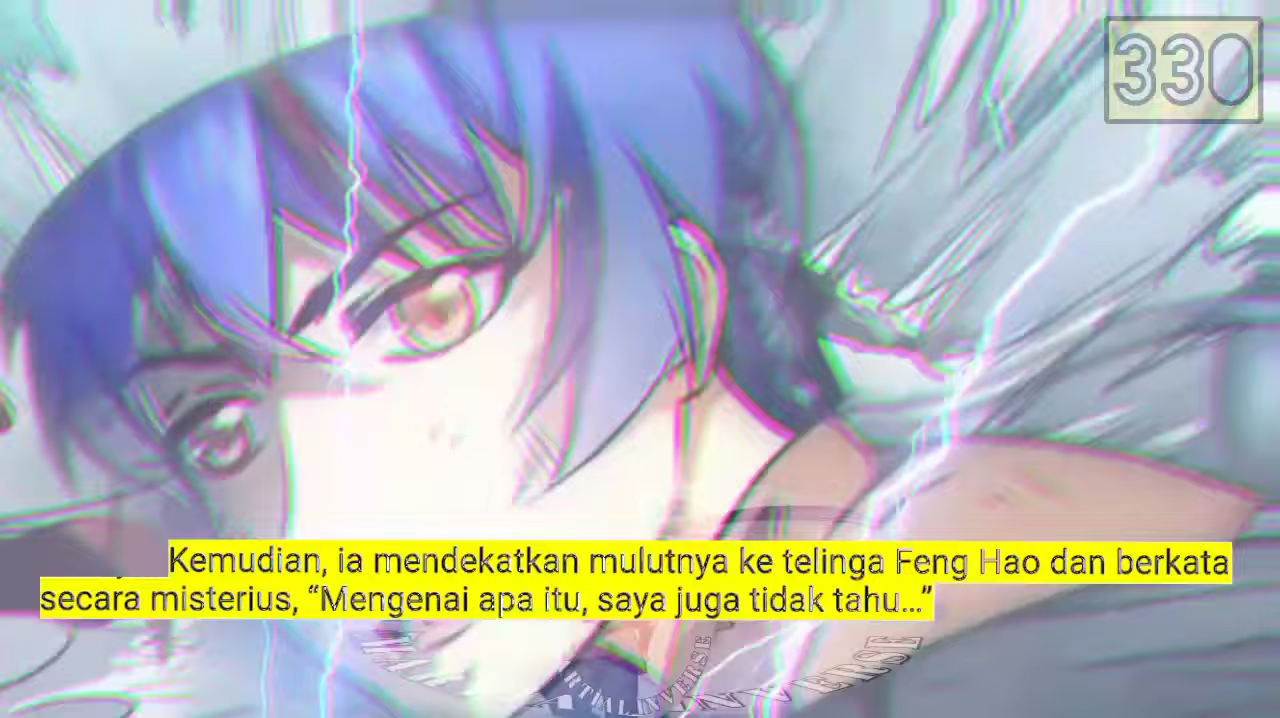 330
Kemudian, ia mendekatkan mulutnya ke telinga Feng Hao dan berkata
secara misterius, “Mengenai apa itu, saya juga tidak tahu…”